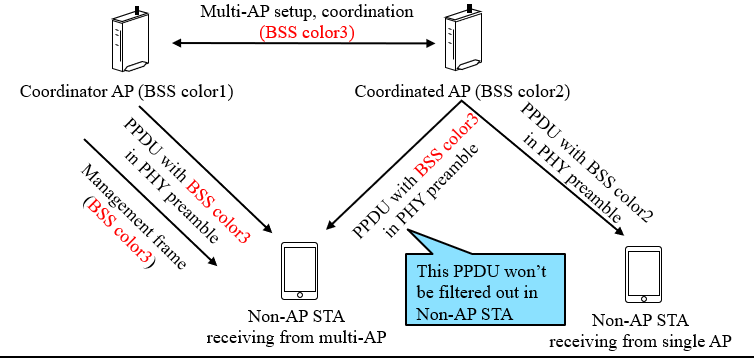 Multi-AP setup, coordination
(BSS color3)
Coordinator AP (BSS color1)
Coordinated AP (BSS color2)
PPDU with BSS color3
in PHY preamble
Management frame
(BSS color3)
PPDU with BSS color3
in PHY preamble
PPDU with BSS color2
in PHY preamble
This PPDU won’t
be filtered out in
Non-AP STA
Non-AP STA
receiving from multi-AP
Non-AP STA
receiving from single AP